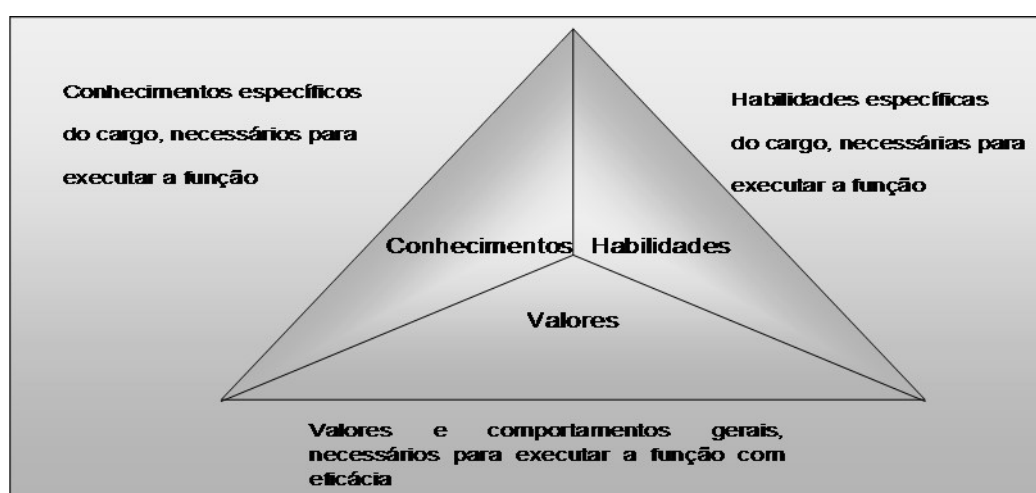 Conhecimentos específicos
do cargo, necessários para
executar a função
Habilidades específicas
do cargo, necessárias para
executar a função
Conhecimentos
Habilidades
Valores
Valores e comportamentos gerais,
necessários para executar a função com
eficácia